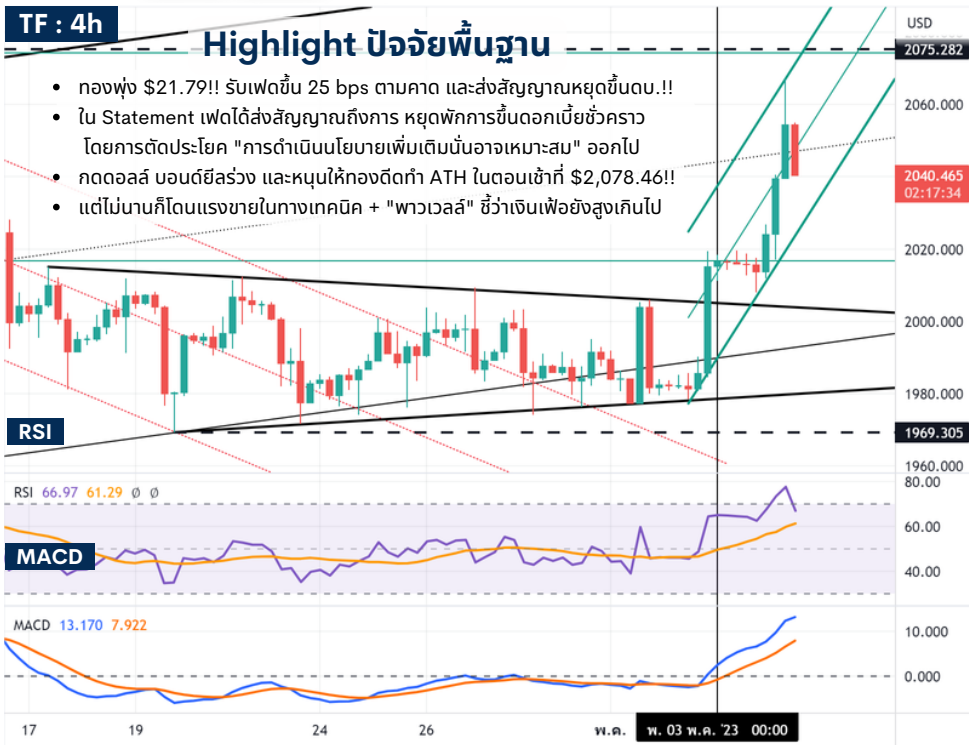 TF : 4h
Highlight ปัจจัยพื้นฐาน
• ทองพุ่ง $21.79!! รับเฟดขึ้น 25 bps ตามคาด และส่งสัญญาณหยุดขึ้นดบ.!!
• ใน Statement เฟดได้ส่งสัญญาณถึงการ หยุดพักการขึ้นดอกเบี้ยชั่วคราว
โดยการตัดประโยค "การดำเนินนโยบายเพิ่มเติมนั่นอาจเหมาะสม" ออกไป
• กดดอลล์ บอนด์ยีลร่วง และหนุนให้ทองดีดทำ ATH ในตอนเช้าที่ $2,078.46!!
• แต่ไม่นานก็โดนแรงขายในทางเทคนิค + "พาวเวลล์" ชี้ว่าเงินเฟ้อยังสูงเกินไป
USD
2075.282
2060.000
2040.465
02:17:34
2020.000
2000.000
1980.000
1969.305
1960.000
RSI
RSI 66.97 61.29 Ø Ø
80.00
60.00
40.00
MACD
MACD 13.170 7.922
10.000
0.000
17 19 24 26 พ.ค. พ. 03 พ.ค. '23 00:00